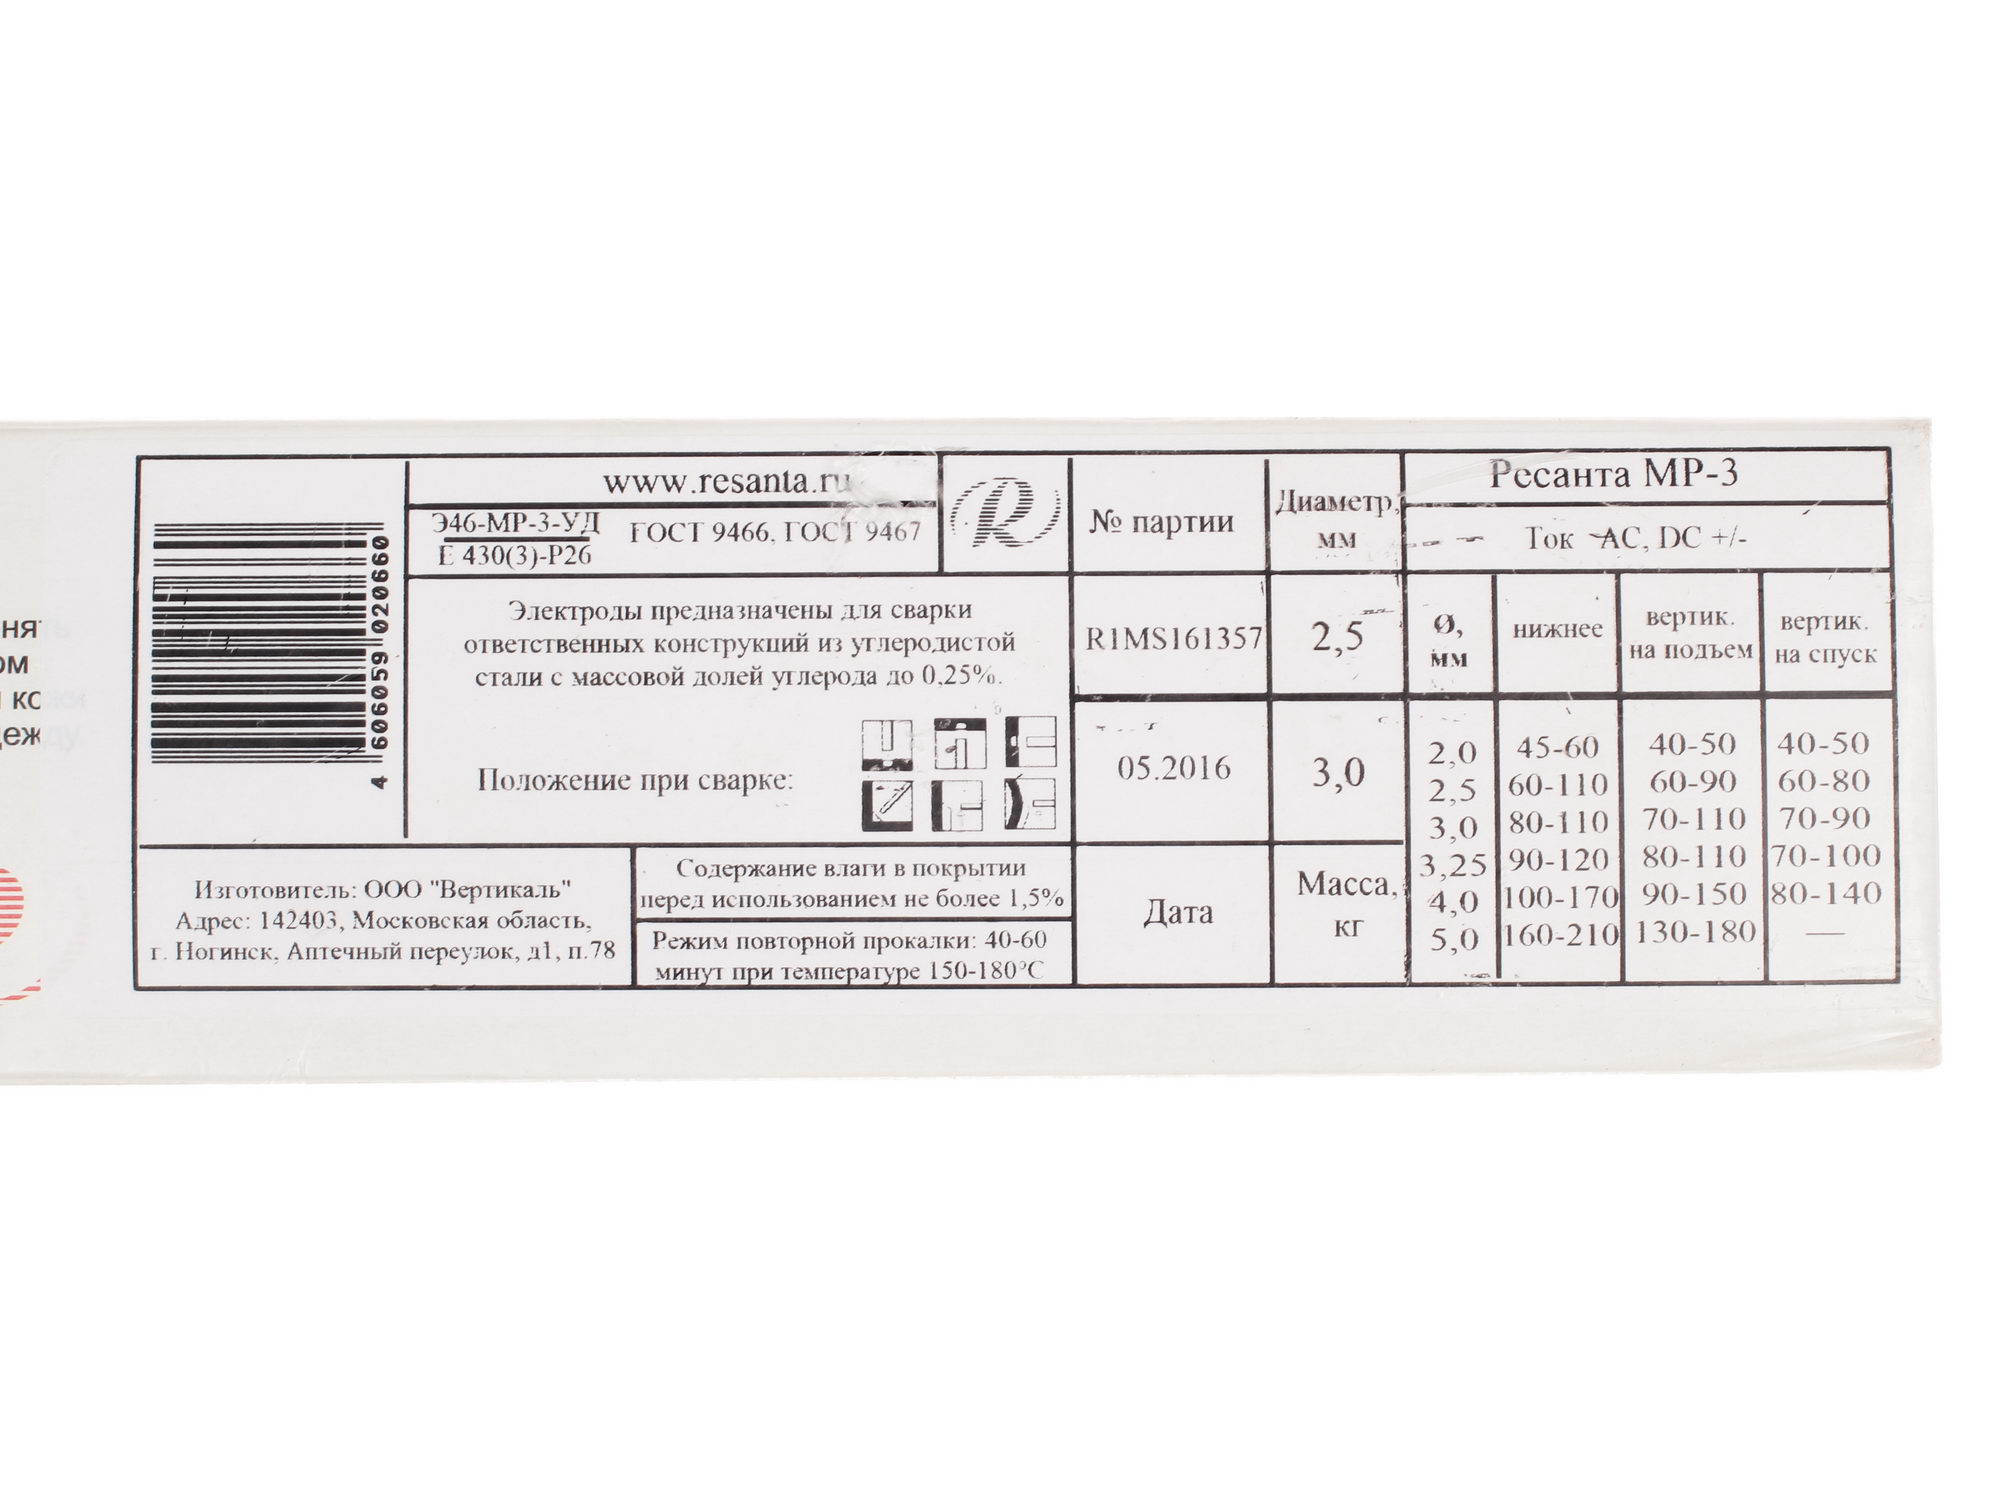 4 606059 020660
www.resanta.ru
Э46-МР-3-УД
Е 430(3)-Р26
ГОСТ 9466, ГОСТ 9467
R
Электроды предназначены для сварки
ответственных конструкций из углеродистой
стали с массовой долей углерода до 0,25%.
Положение при сварке:
Изготовитель: ООО "Вертикаль"
Адрес: 142403, Московская область,
г. Ногинск, Аптечный переулок, д1, п.78
Содержание влаги в покрытии
перед использованием не более 1,5%
Режим повторной прокалки: 40-60
минут при температуре 150-180°С
№ партии
Диаметр,
мм
R1MS161357
2,5
05.2016
3,0
Дата
Масса,
кг
Ресанта МР-3
Ток ~AC, DC +/-
Ø, мм нижнее вертик. на подъем вертик. на спуск
2,0 45-60 40-50 40-50
2,5 60-110 60-90 60-80
3,0 80-110 70-110 70-90
3,25 90-120 80-110 70-100
4,0 100-170 90-150 80-140
5,0 160-210 130-180 —